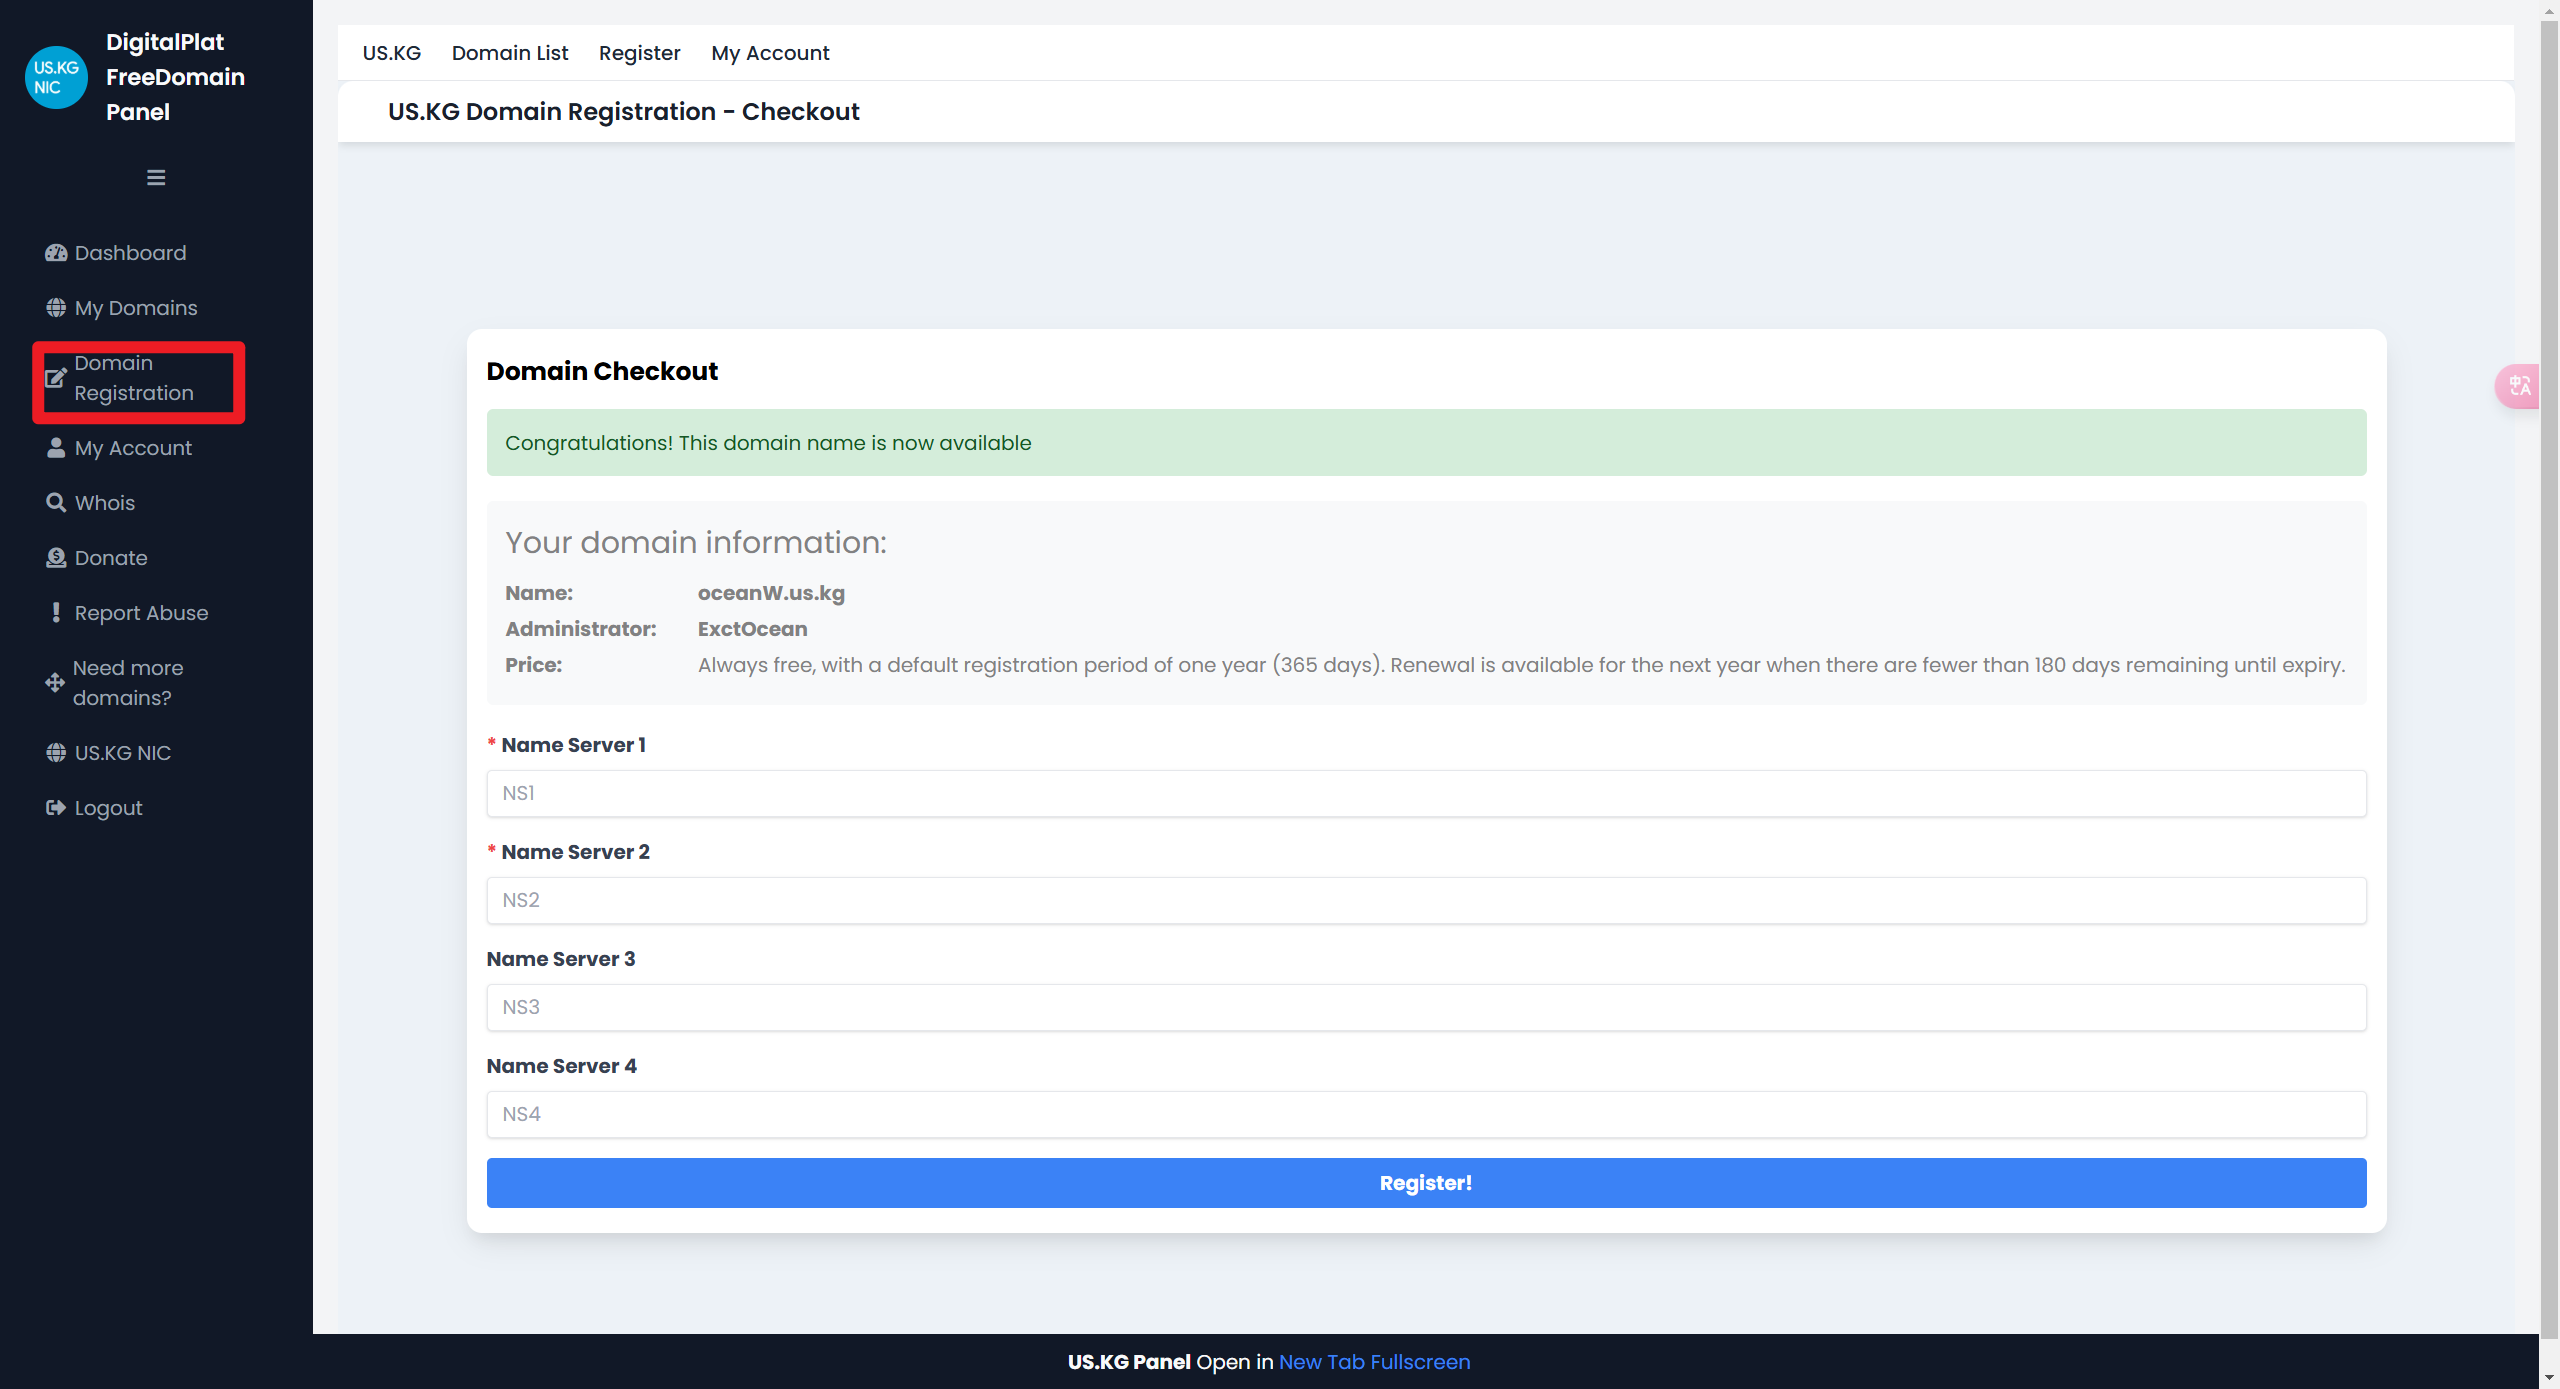 US.KG
NIC
DigitalPlat
FreeDomain
Panel
Dashboard
My Domains
Domain
Registration
My Account
Whois
Donate
Report Abuse
Need more
domains?
US.KG NIC
Logout
US.KG Domain List Register My Account
US.KG Domain Registration - Checkout
Domain Checkout
Congratulations! This domain name is now available
Your domain information:
Name: oceanW.us.kg
Administrator: ExctOcean
Price: Always free, with a default registration period of one year (365 days). Renewal is available for the next year when there are fewer than 180 days remaining until expiry.
* Name Server 1
NS1
* Name Server 2
NS2
Name Server 3
NS3
Name Server 4
NS4
Register!
中A
US.KG Panel Open in New Tab Fullscreen